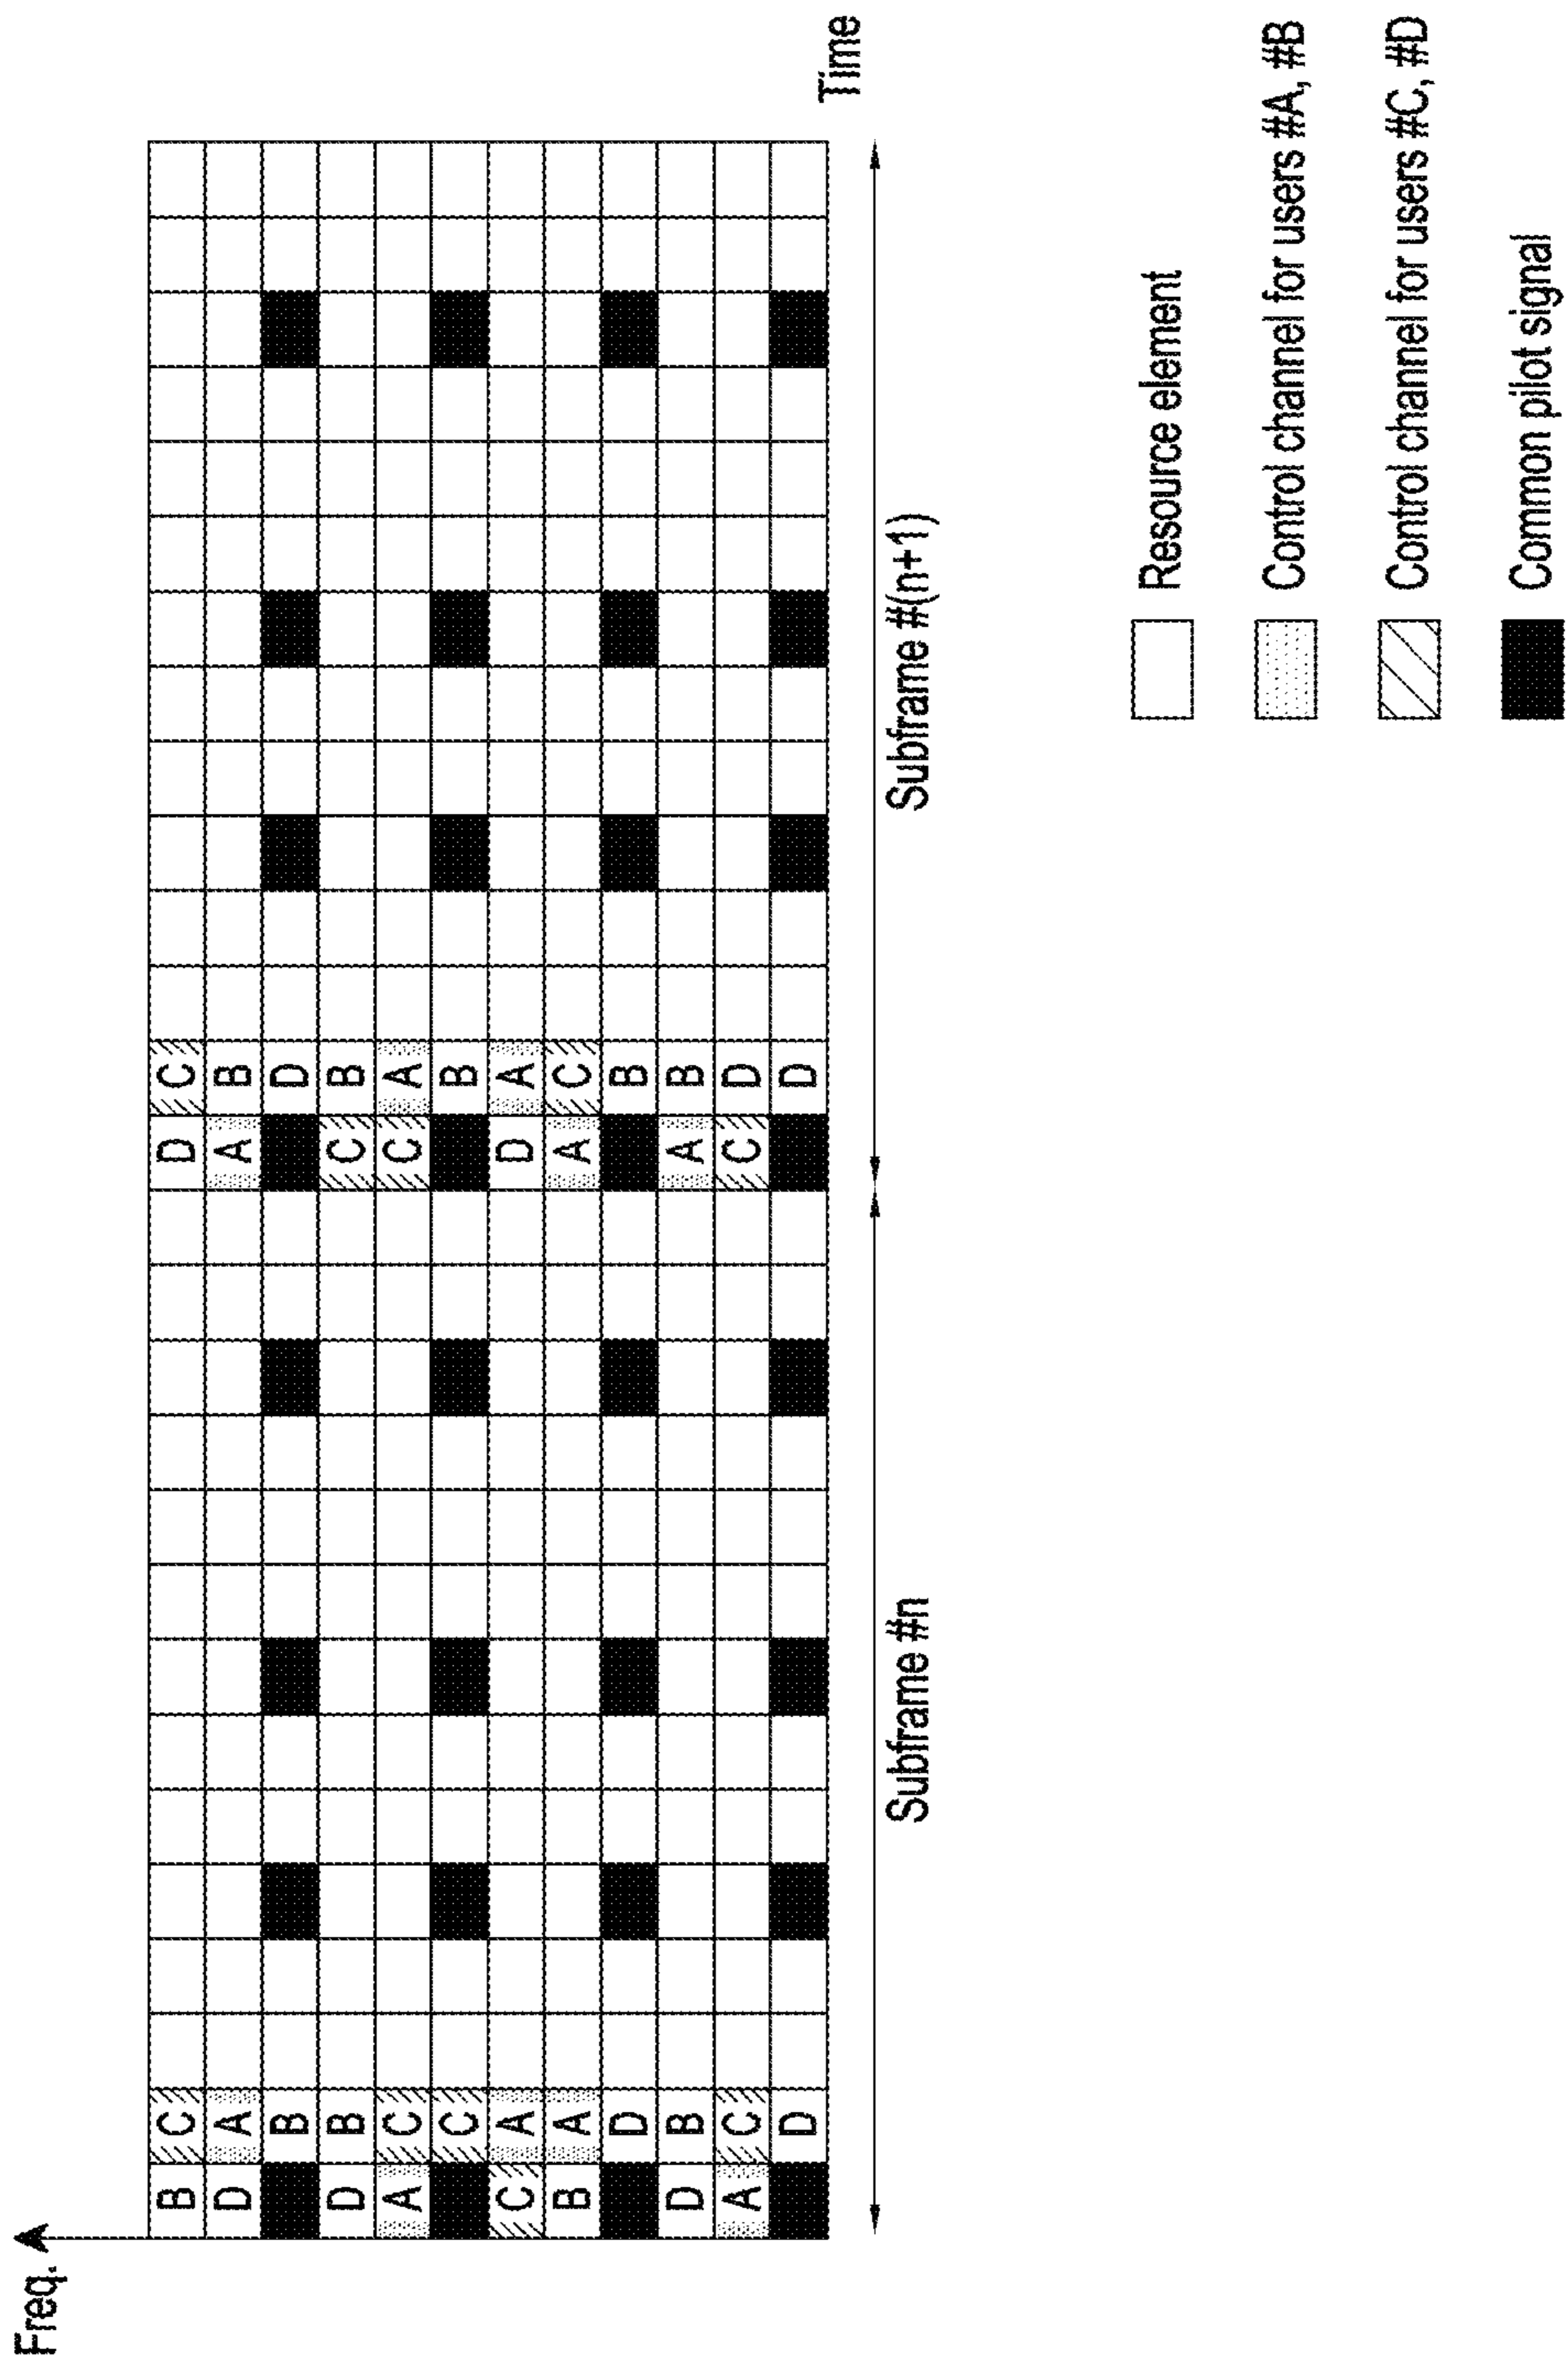 Freq.
B C D C
D A A B
B D
D B C B
A C C A
C B
C A D A
B A A C
D B
D B A B
A C C D
D D
Time
Subframe #n
Subframe #(n+1)
Resource element
Control channel for users #A, #B
Control channel for users #C, #D
Common pilot signal